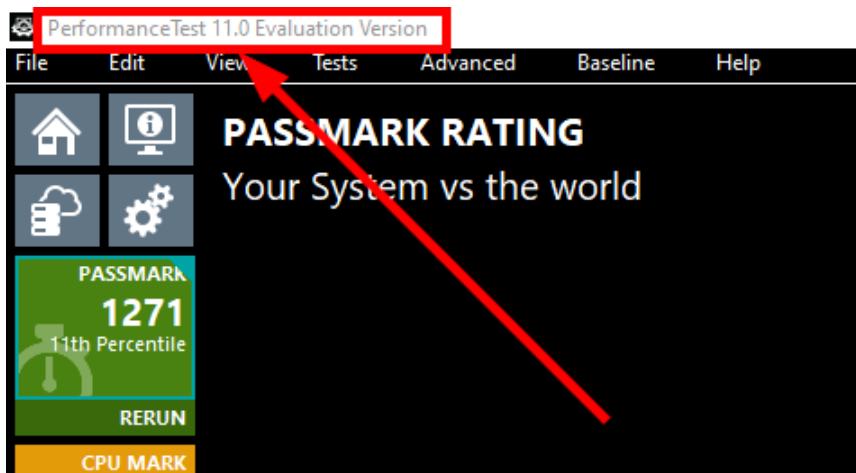 PerformanceTest 11.0 Evaluation Version
File Edit View Tests Advanced Baseline Help
PASSMARK RATING
Your System vs the world
PASSMARK
1271
11th Percentile
RERUN
CPU MARK